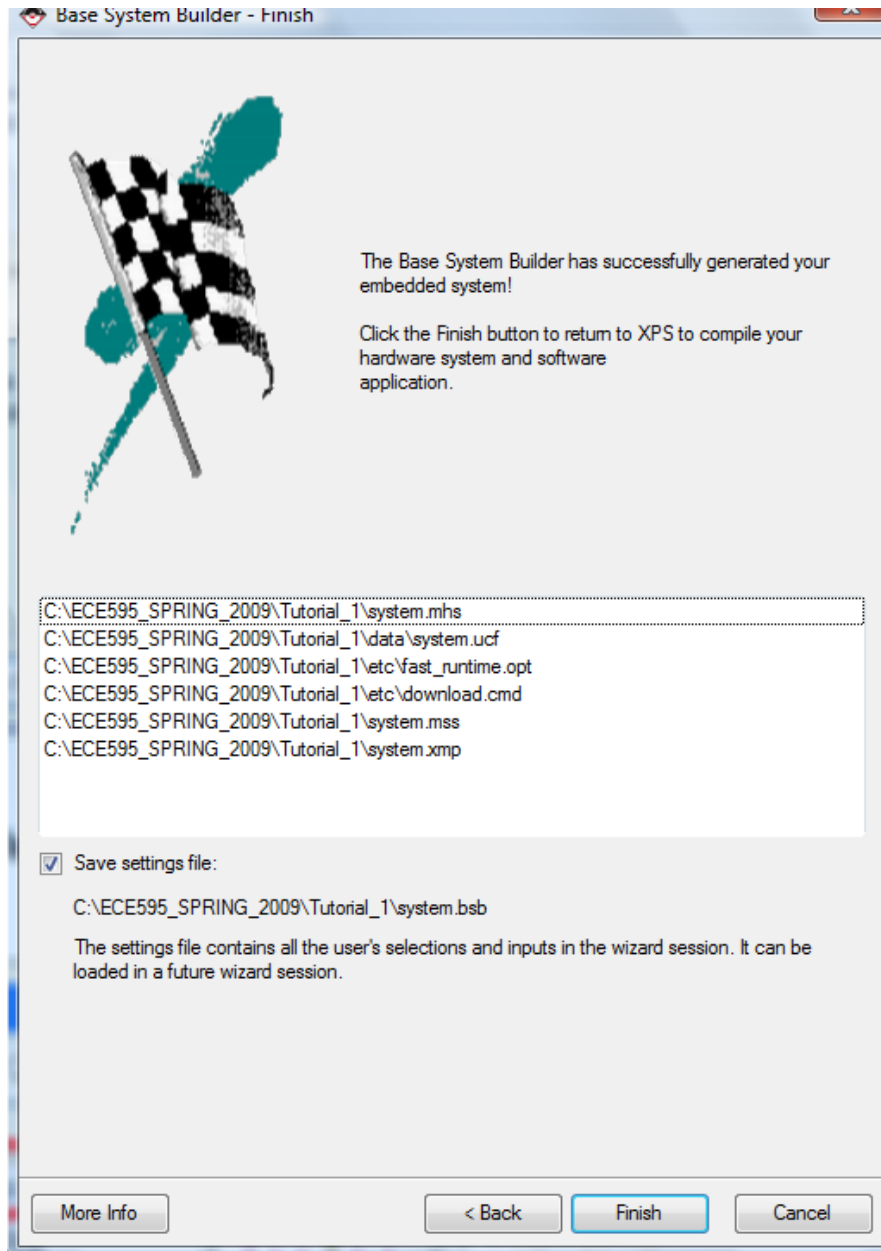 Base System Builder - Finish
The Base System Builder has successfully generated your
embedded system!
Click the Finish button to return to XPS to compile your
hardware system and software
application.
C:\ECE595_SPRING_2009\Tutorial_1\system.mhs
C:\ECE595_SPRING_2009\Tutorial_1\data\system.ucf
C:\ECE595_SPRING_2009\Tutorial_1\etc\fast_runtime.opt
C:\ECE595_SPRING_2009\Tutorial_1\etc\download.cmd
C:\ECE595_SPRING_2009\Tutorial_1\system.mss
C:\ECE595_SPRING_2009\Tutorial_1\system.xmp
Save settings file:
C:\ECE595_SPRING_2009\Tutorial_1\system.bsb
The settings file contains all the user's selections and inputs in the wizard session. It can be
loaded in a future wizard session.
More Info
< Back
Finish
Cancel